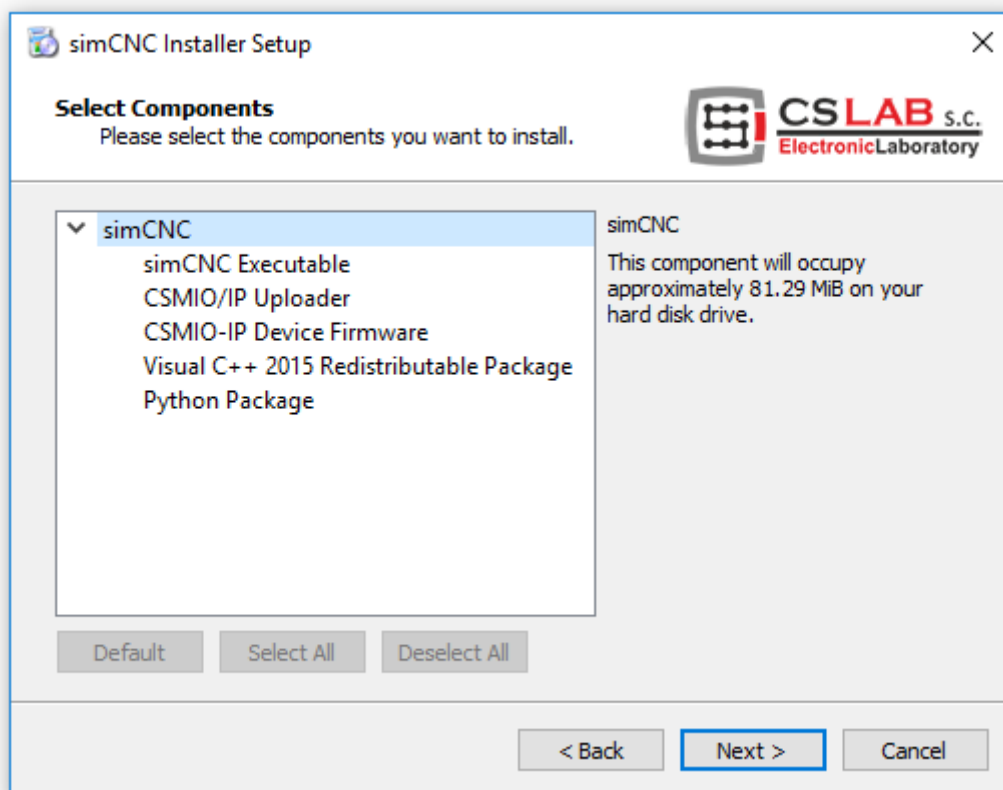 simCNC Installer Setup
Select Components
Please select the components you want to install.
CSLAB s.c.
ElectronicLaboratory
simCNC
simCNC Executable
CSMIO/IP Uploader
CSMIO-IP Device Firmware
Visual C++ 2015 Redistributable Package
Python Package
simCNC
This component will occupy
approximately 81.29 MiB on your
hard disk drive.
Default
Select All
Deselect All
< Back
Next >
Cancel